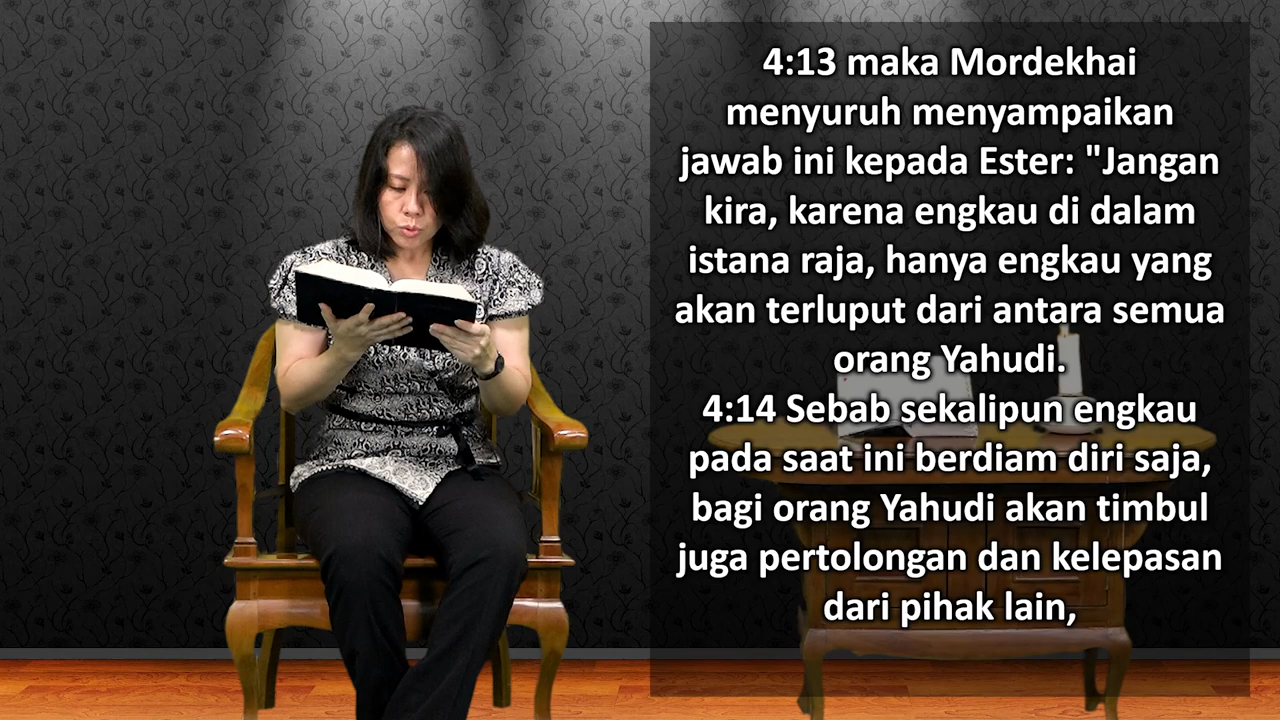 4:13 maka Mordekhai
menyuruh menyampaikan
jawab ini kepada Ester: "Jangan
kira, karena engkau di dalam
istana raja, hanya engkau yang
akan terluput dari antara semua
orang Yahudi.
4:14 Sebab sekalipun engkau
pada saat ini berdiam diri saja,
bagi orang Yahudi akan timbul
juga pertolongan dan kelepasan
dari pihak lain,